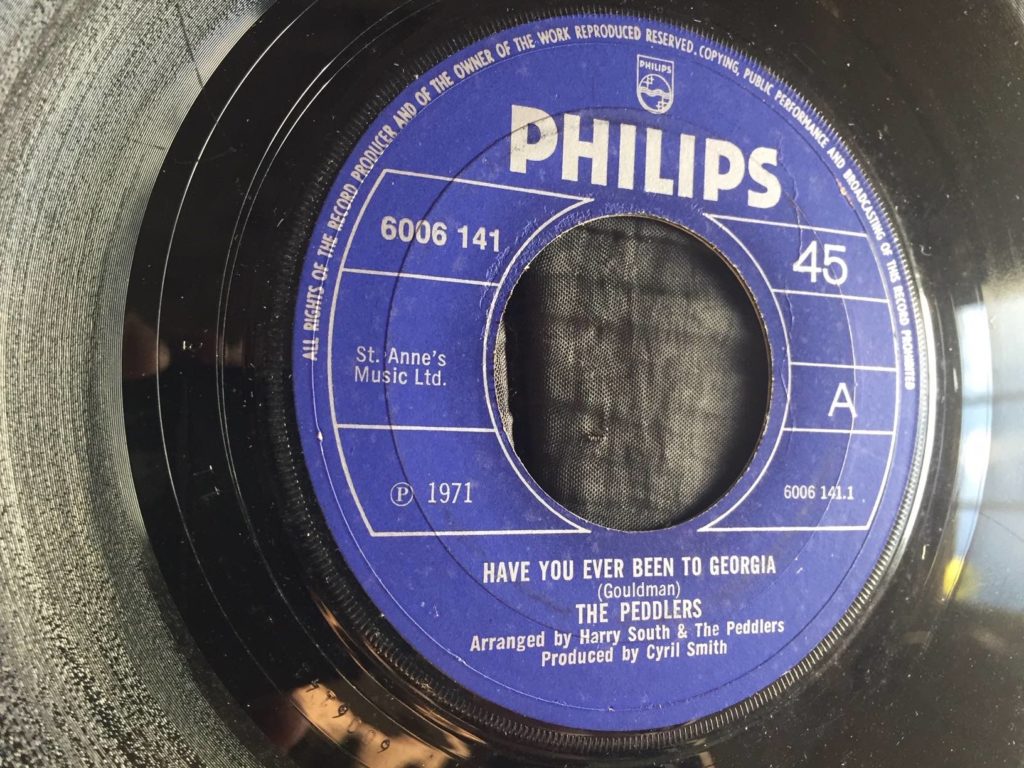 ALL RIGHTS OF THE RECORD PRODUCER AND OF THE OWNER OF THE WORK REPRODUCED RESERVED. COPYING, PUBLIC PERFORMANCE AND BROADCASTING OF THIS RECORD PROHIBITED
PHILIPS
PHILIPS
6006 141
45
St. Anne's
Music Ltd.
A
Ⓟ 1971
6006 141.1
HAVE YOU EVER BEEN TO GEORGIA
(Gouldman)
THE PEDDLERS
Arranged by Harry South & The Peddlers
Produced by Cyril Smith